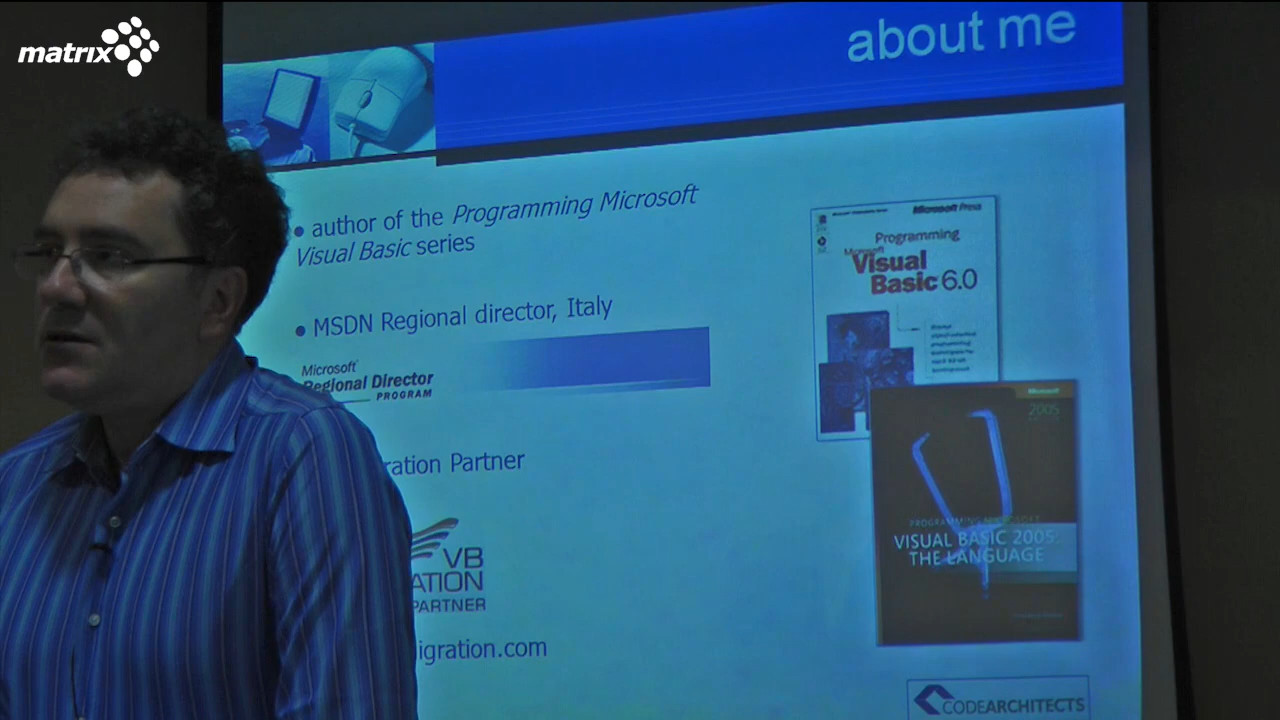 matrix
about me
• author of the Programming Microsoft
Visual Basic series
• MSDN Regional director, Italy
Microsoft
Regional Director
PROGRAM
ration Partner
VB
ATION
PARTNER
igration.com
Microsoft Press
Programming
Microsoft
Visual
Basic 6.0
Microsoft
2005
PROGRAMMING MICROSOFT
VISUAL BASIC 2005:
THE LANGUAGE
CODEARCHITECTS